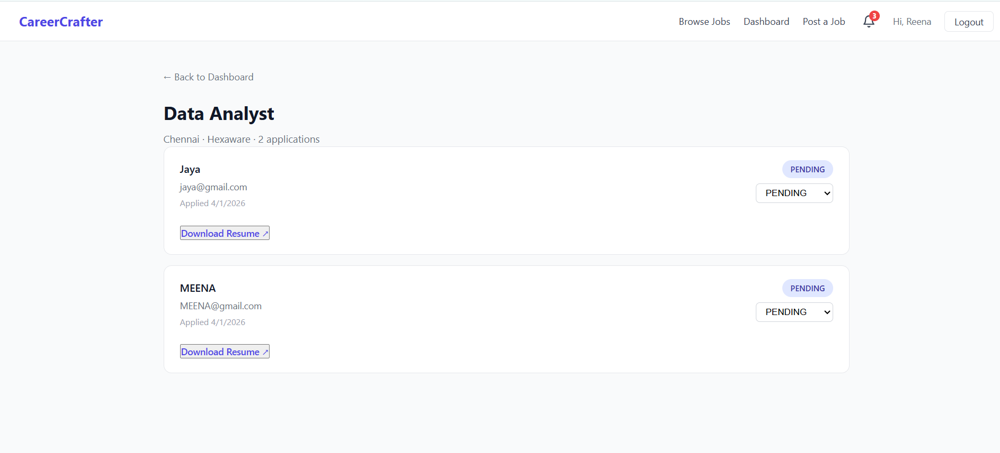 CareerCrafter
Browse Jobs Dashboard Post a Job 3 Hi, Reena Logout
← Back to Dashboard
Data Analyst
Chennai · Hexaware · 2 applications
Jaya PENDING
jaya@gmail.com PENDING
Applied 4/1/2026
Download Resume ↗
MEENA PENDING
MEENA@gmail.com PENDING
Applied 4/1/2026
Download Resume ↗